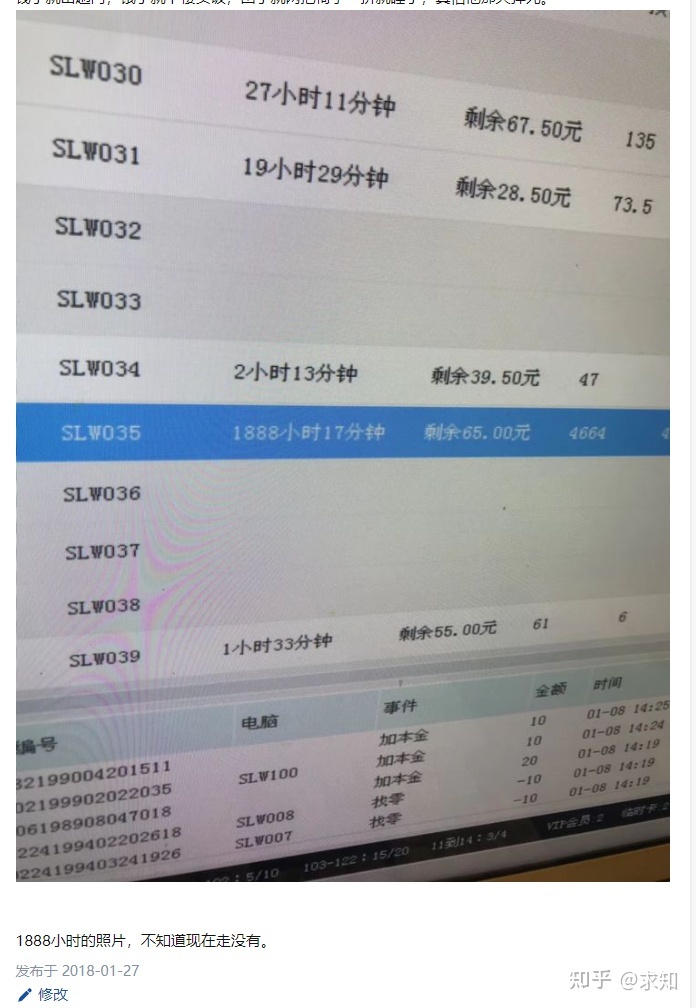 SLW030 27小时11分钟 剩余67.50元 135
SLW031 19小时29分钟 剩余28.50元 73.5
SLW032
SLW033
SLW034 2小时13分钟 剩余39.50元 47
SLW035 1888小时17分钟 剩余65.00元 4664 4
SLW036
SLW037
SLW038
SLW039 1小时33分钟 剩余55.00元 61 6
编号 电脑 事件 金额 时间
32199004201511 加本金 10 01-08 14:25
02199902022035 SLW100 加本金 10 01-08 14:24
06198908047018 加本金 20 01-08 14:19
224199402202618 SLW008 找零 -10 01-08 14:19
0224199403241926 SLW007 找零 -10 01-08 14:19
：5/10 103-122：15/20 11到14：3/4 VIP会员：2 临时卡：2
1888小时的照片，不知道现在走没有。
发布于 2018-01-27
修改
知乎 @求知